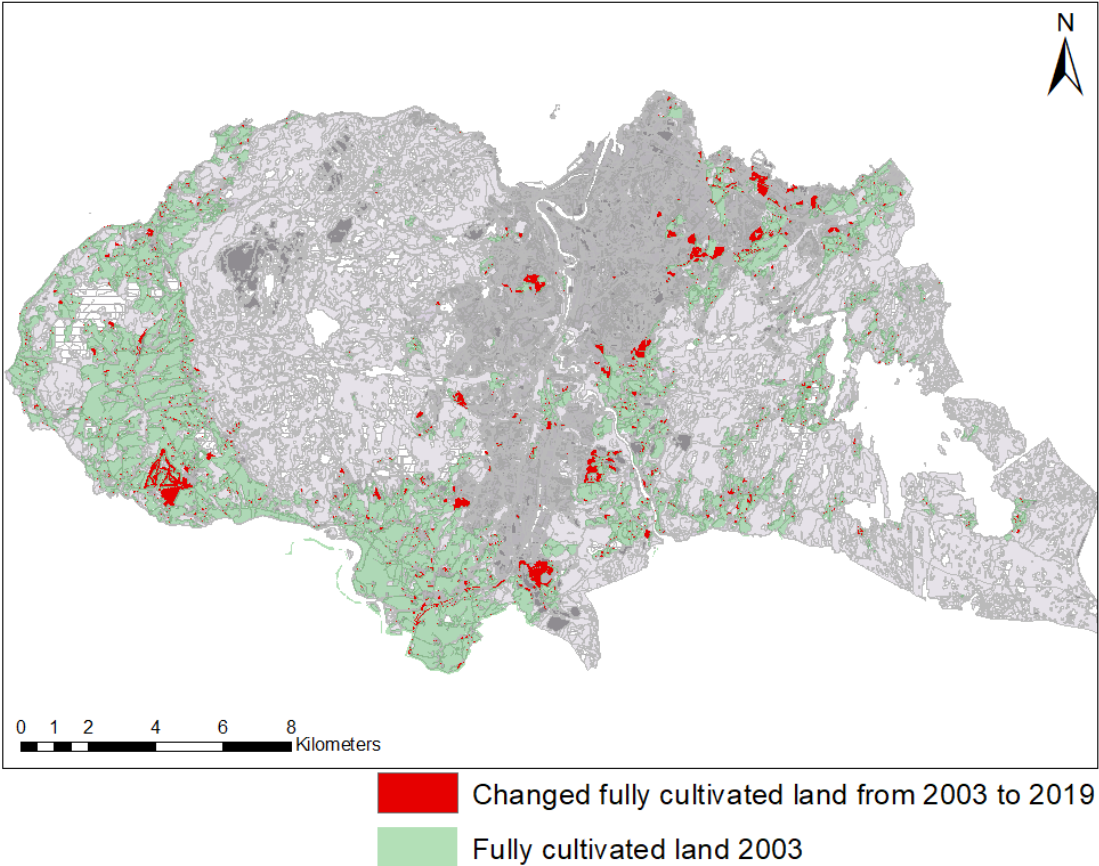 N
0 1 2 4 6 8
Kilometers
Changed fully cultivated land from 2003 to 2019
Fully cultivated land 2003